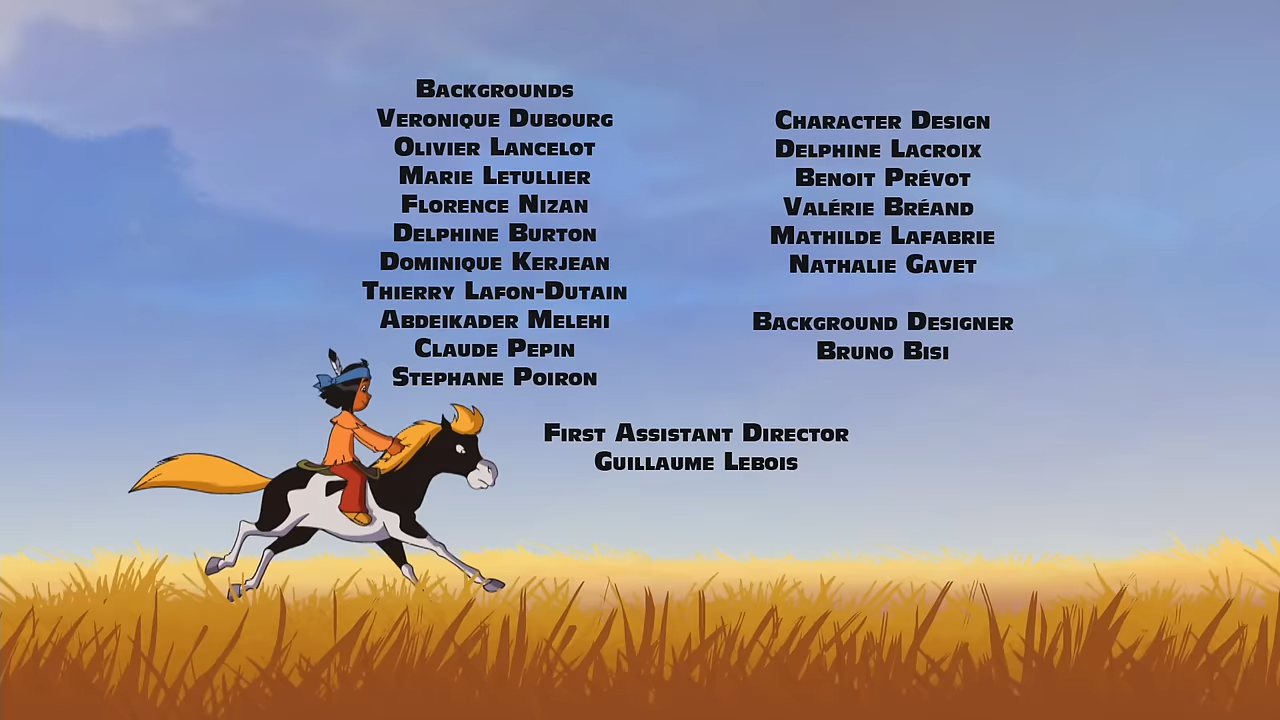 Backgrounds
Veronique Dubourg
Olivier Lancelot
Marie Letullier
Florence Nizan
Delphine Burton
Dominique Kerjean
Thierry Lafon-Dutain
Abdeikader Melehi
Claude Pepin
Stephane Poiron
Character Design
Delphine Lacroix
Benoit Prévot
Valérie Bréand
Mathilde Lafabrie
Nathalie Gavet
Background Designer
Bruno Bisi
First Assistant Director
Guillaume Lebois